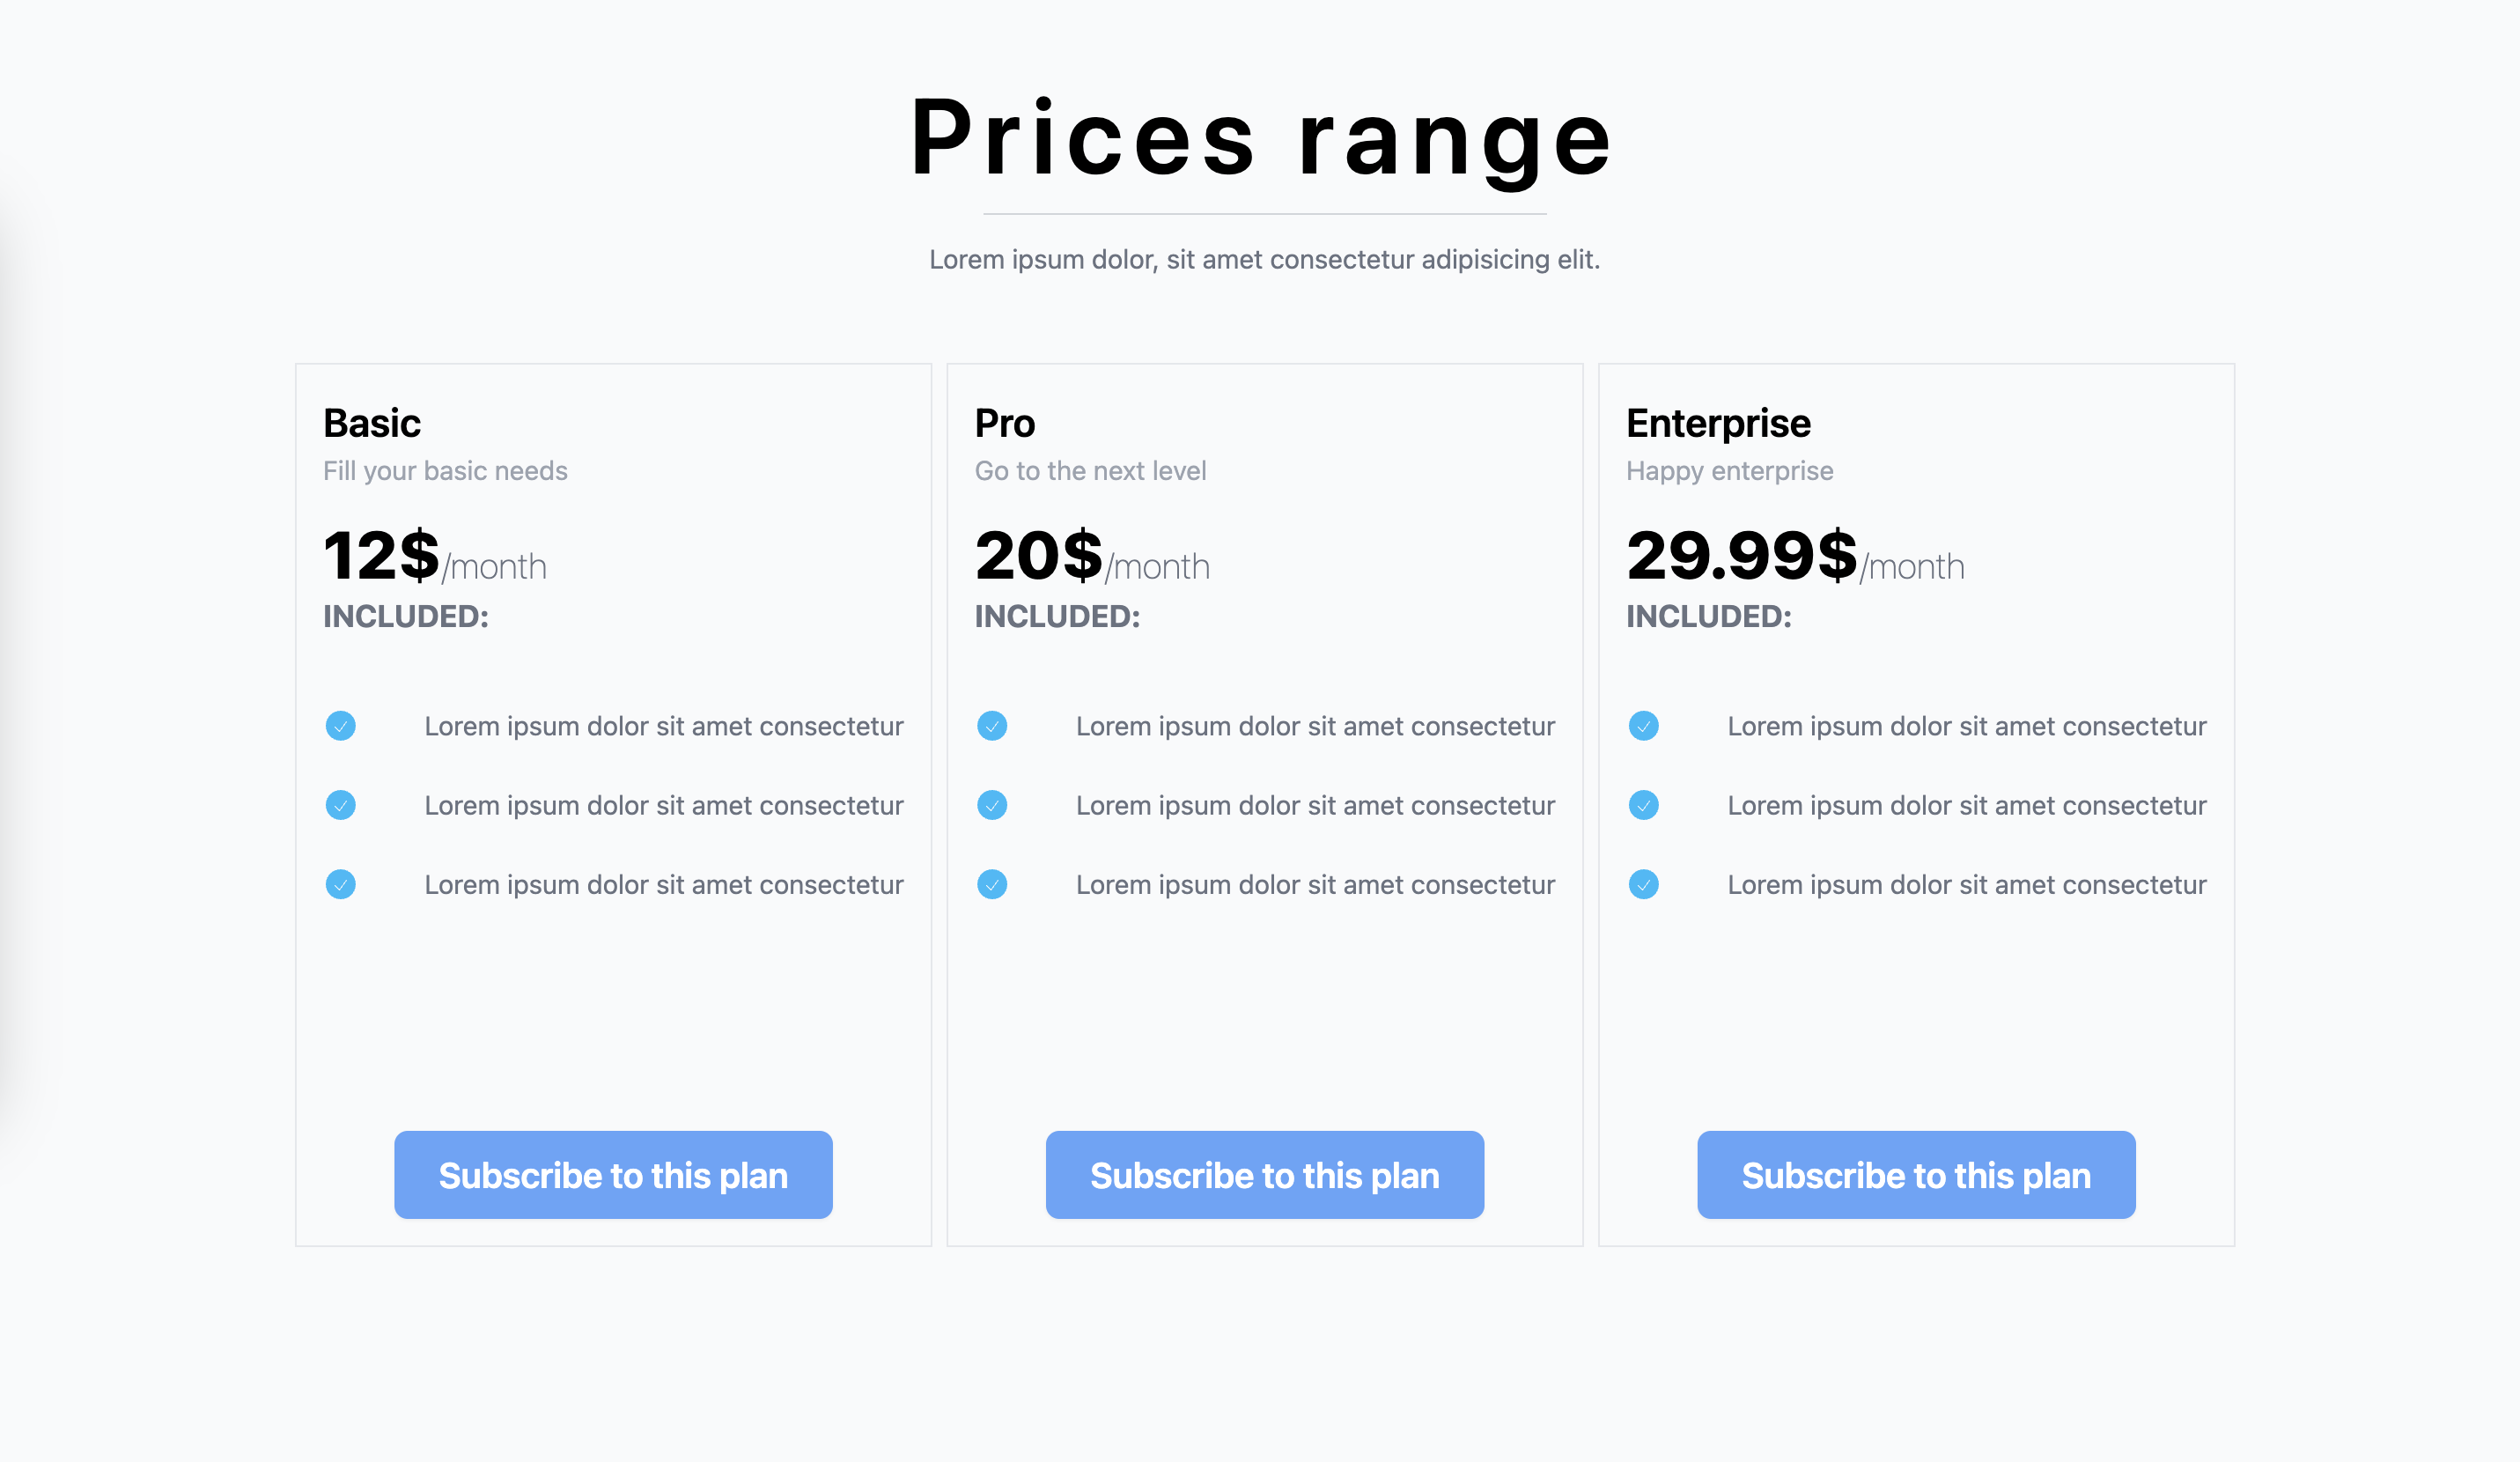 Prices range
Lorem ipsum dolor, sit amet consectetur adipisicing elit.
Basic
Fill your basic needs
12$/month
INCLUDED:
Lorem ipsum dolor sit amet consectetur
Lorem ipsum dolor sit amet consectetur
Lorem ipsum dolor sit amet consectetur
Subscribe to this plan
Pro
Go to the next level
20$/month
INCLUDED:
Lorem ipsum dolor sit amet consectetur
Lorem ipsum dolor sit amet consectetur
Lorem ipsum dolor sit amet consectetur
Subscribe to this plan
Enterprise
Happy enterprise
29.99$/month
INCLUDED:
Lorem ipsum dolor sit amet consectetur
Lorem ipsum dolor sit amet consectetur
Lorem ipsum dolor sit amet consectetur
Subscribe to this plan